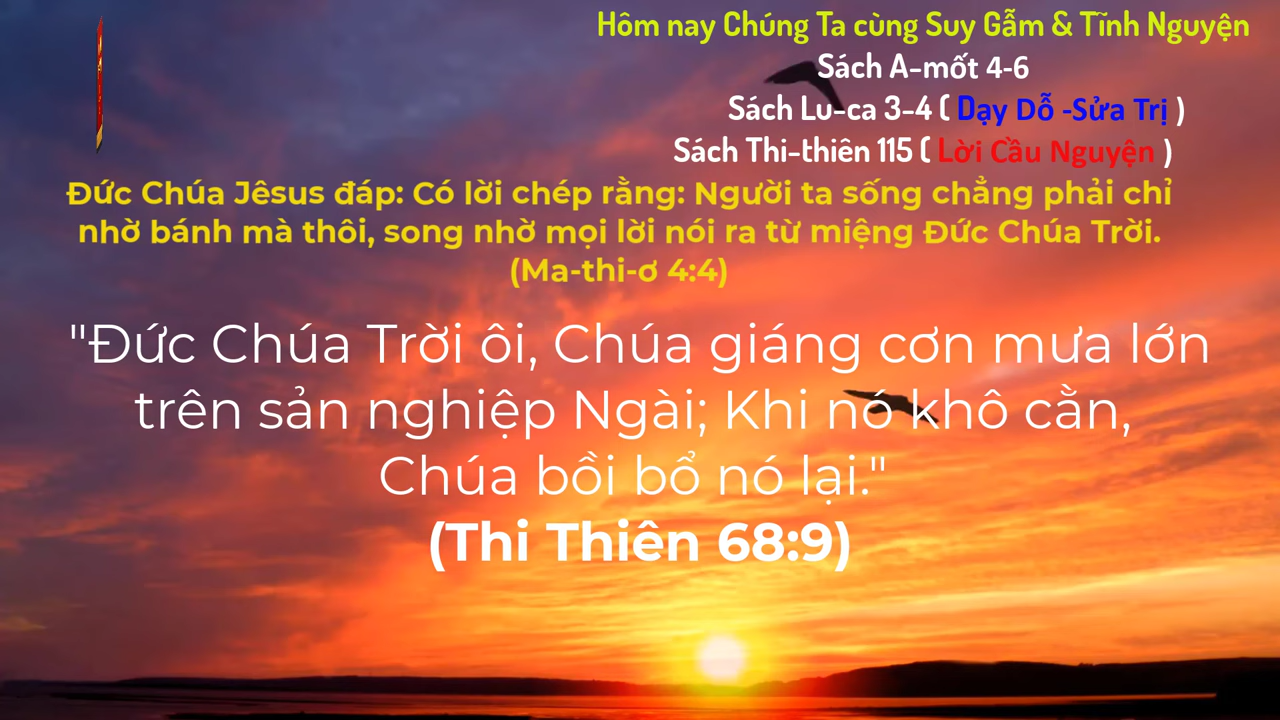 Hôm nay Chúng Ta cùng Suy Gẫm & Tĩnh Nguyện
Sách A-mốt 4-6
Sách Lu-ca 3-4 ( Dạy Dỗ -Sửa Trị )
Sách Thi-thiên 115 ( Lời Cầu Nguyện )
Đức Chúa Jêsus đáp: Có lời chép rằng: Người ta sống chẳng phải chỉ
nhờ bánh mà thôi, song nhờ mọi lời nói ra từ miệng Đức Chúa Trời.
(Ma-thi-ơ 4:4)
"Đức Chúa Trời ôi, Chúa giáng cơn mưa lớn
trên sản nghiệp Ngài; Khi nó khô cằn,
Chúa bồi bổ nó lại."
(Thi Thiên 68:9)